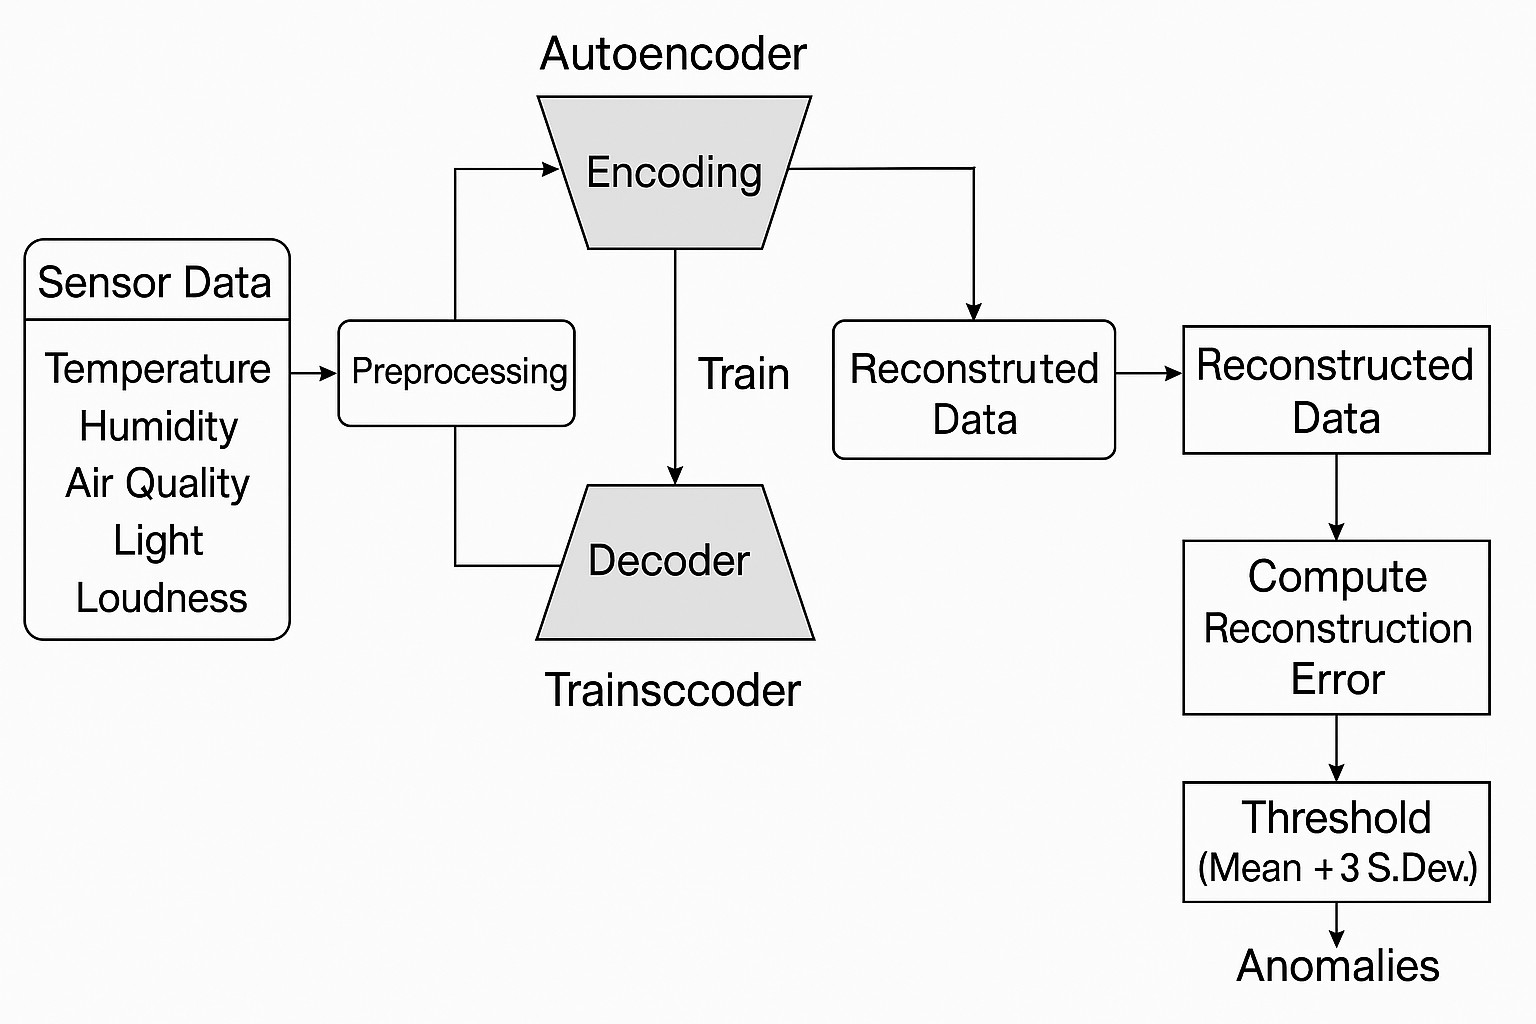 Autoencoder
Encoding
Sensor Data
Temperature
Humidity
Air Quality
Light
Loudness
Preprocessing
Train
Decoder
Trainsccoder
Reconstruted
Data
Reconstructed
Data
Compute
Reconstruction
Error
Threshold
(Mean + 3 S.Dev.)
Anomalies